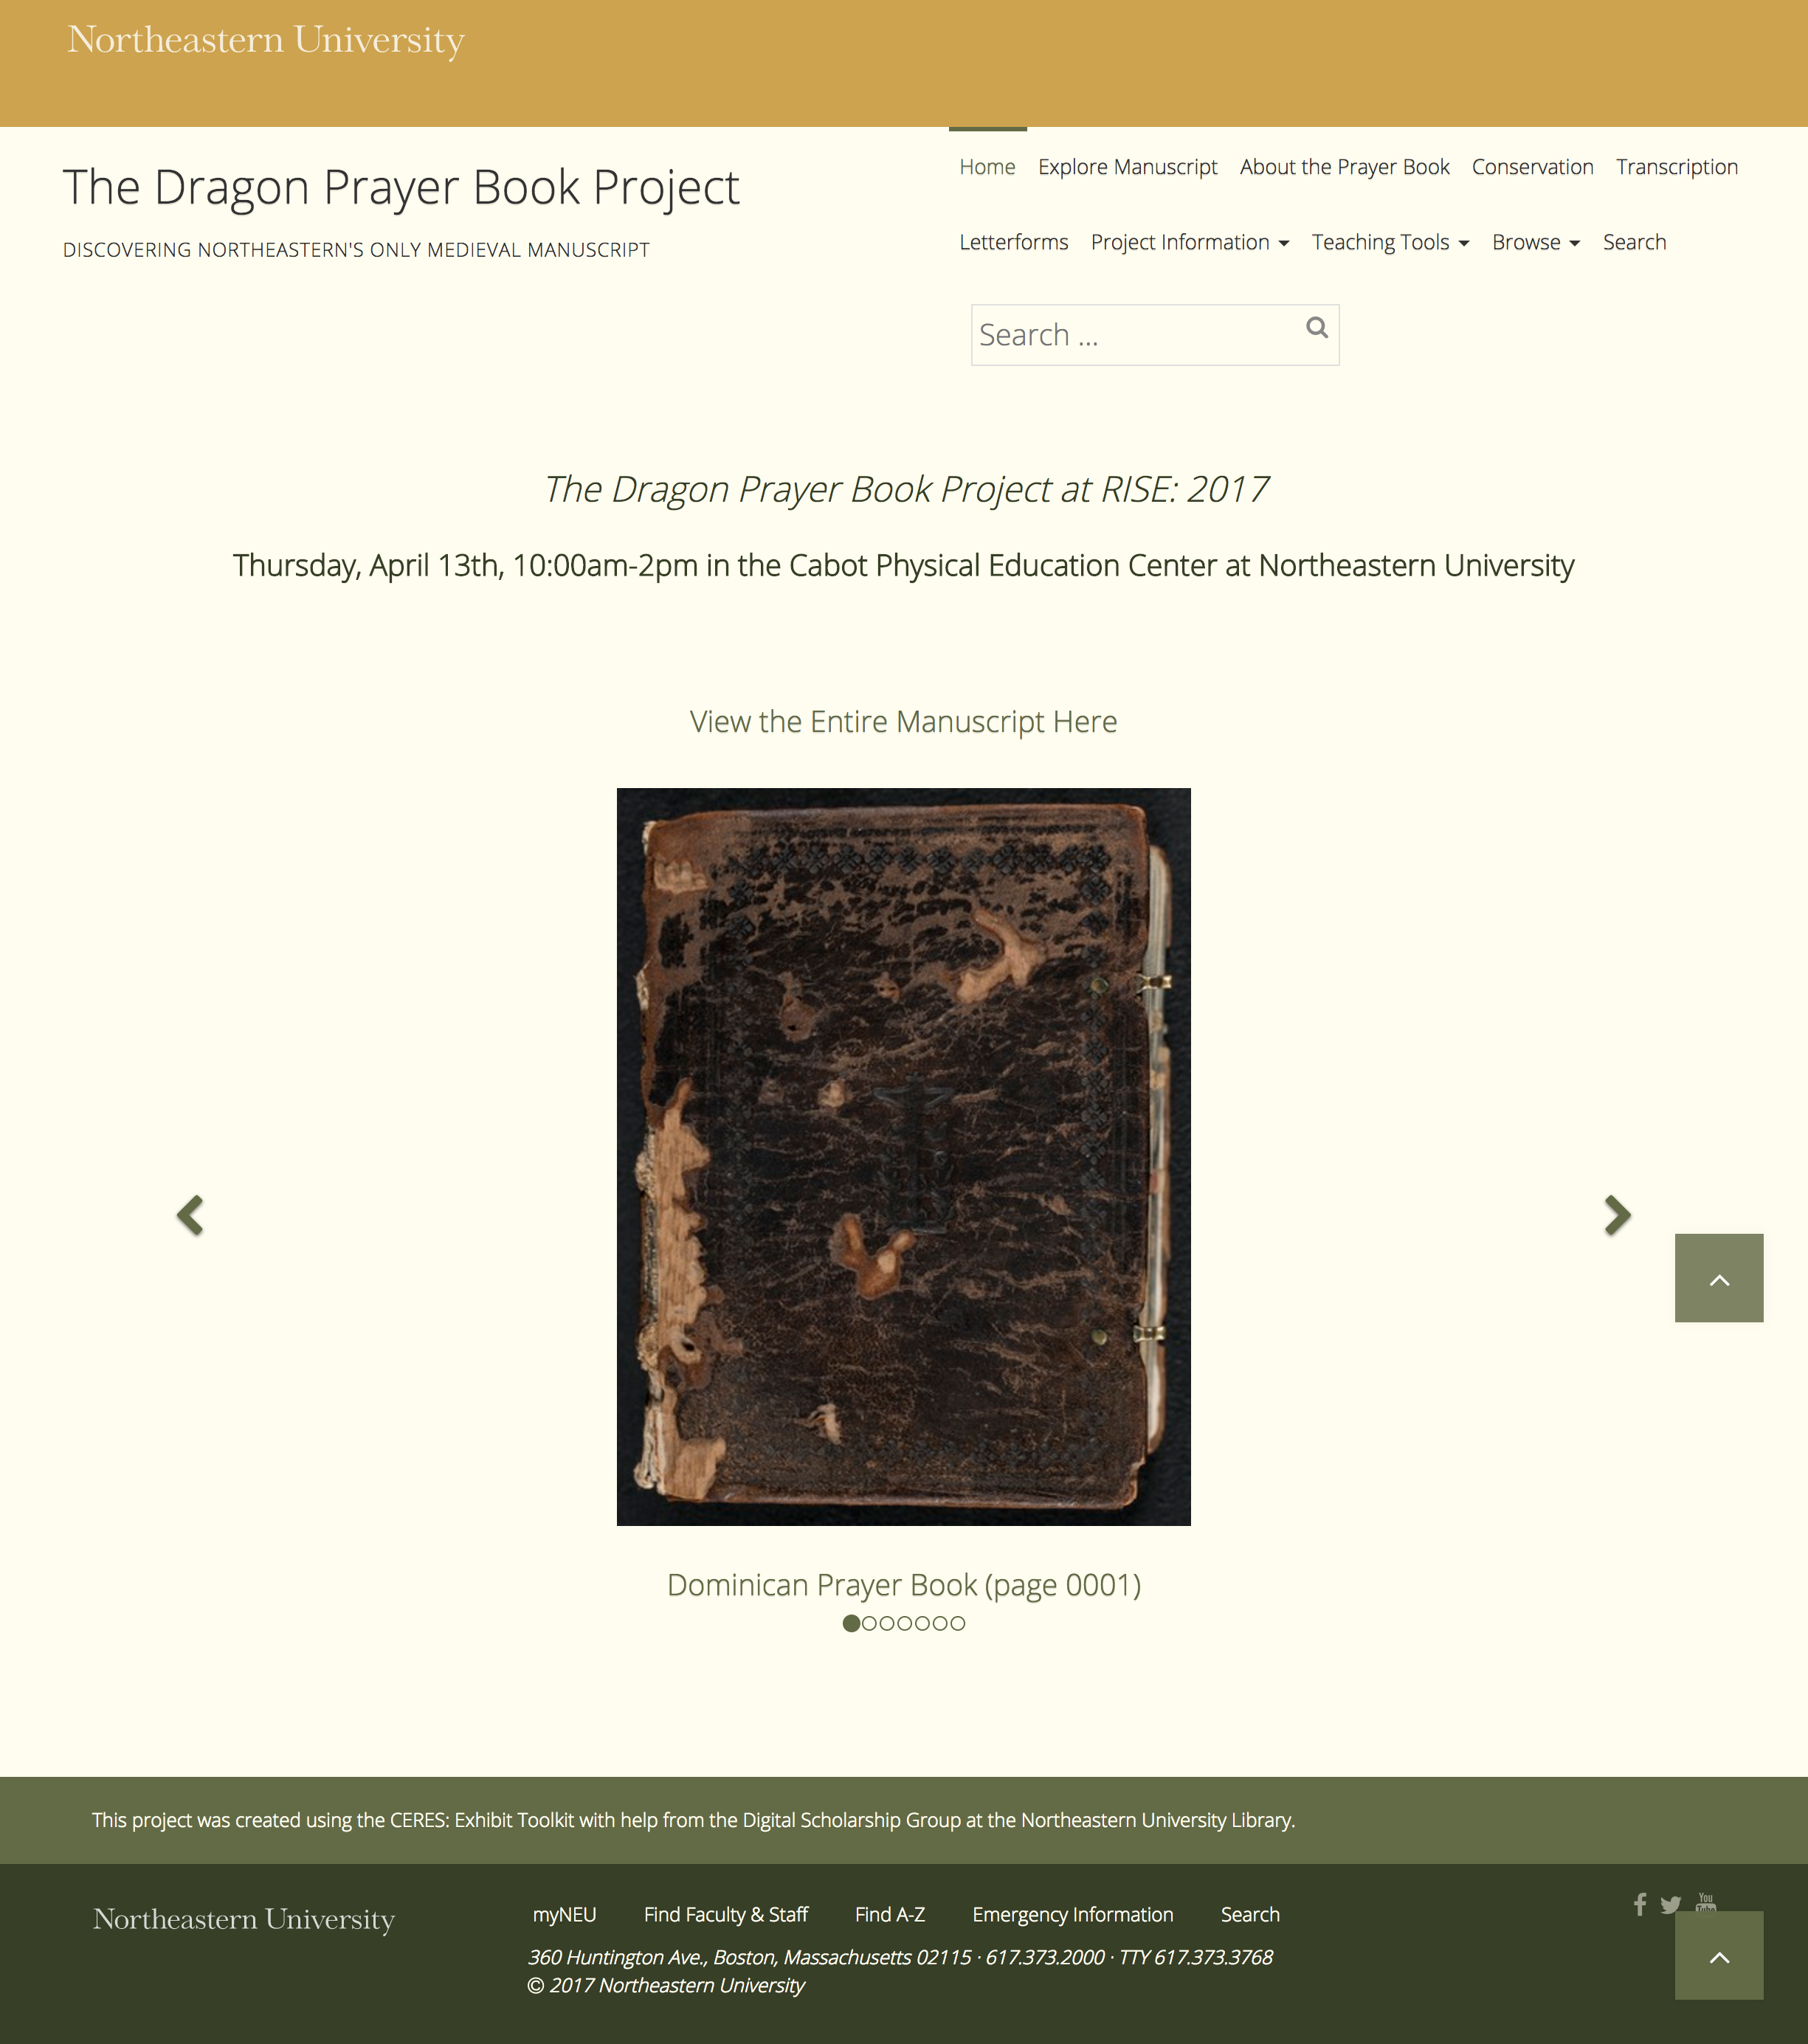 Northeastern University
The Dragon Prayer Book Project
DISCOVERING NORTHEASTERN'S ONLY MEDIEVAL MANUSCRIPT
Home Explore Manuscript About the Prayer Book Conservation Transcription
Letterforms Project Information Teaching Tools Browse Search
Search ...
The Dragon Prayer Book Project at RISE: 2017
Thursday, April 13th, 10:00am-2pm in the Cabot Physical Education Center at Northeastern University
View the Entire Manuscript Here
Dominican Prayer Book (page 0001)
This project was created using the CERES: Exhibit Toolkit with help from the Digital Scholarship Group at the Northeastern University Library.
Northeastern University
myNEU Find Faculty & Staff Find A-Z Emergency Information Search
360 Huntington Ave., Boston, Massachusetts 02115 · 617.373.2000 · TTY 617.373.3768
© 2017 Northeastern University
You